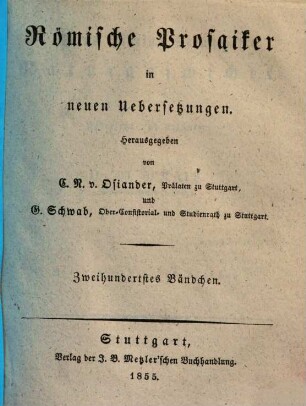 Römische Prosaiker
in
neuen Uebersetzungen.
Herausgegeben
von
C. N. v. Osiander, Prälaten zu Stuttgart,
und
G. Schwab, Ober-Consistorial- und Studienrath zu Stuttgart.
Zweihundertstes Bändchen.
Stuttgart,
Verlag der J. B. Metzler'schen Buchhandlung.
1855.